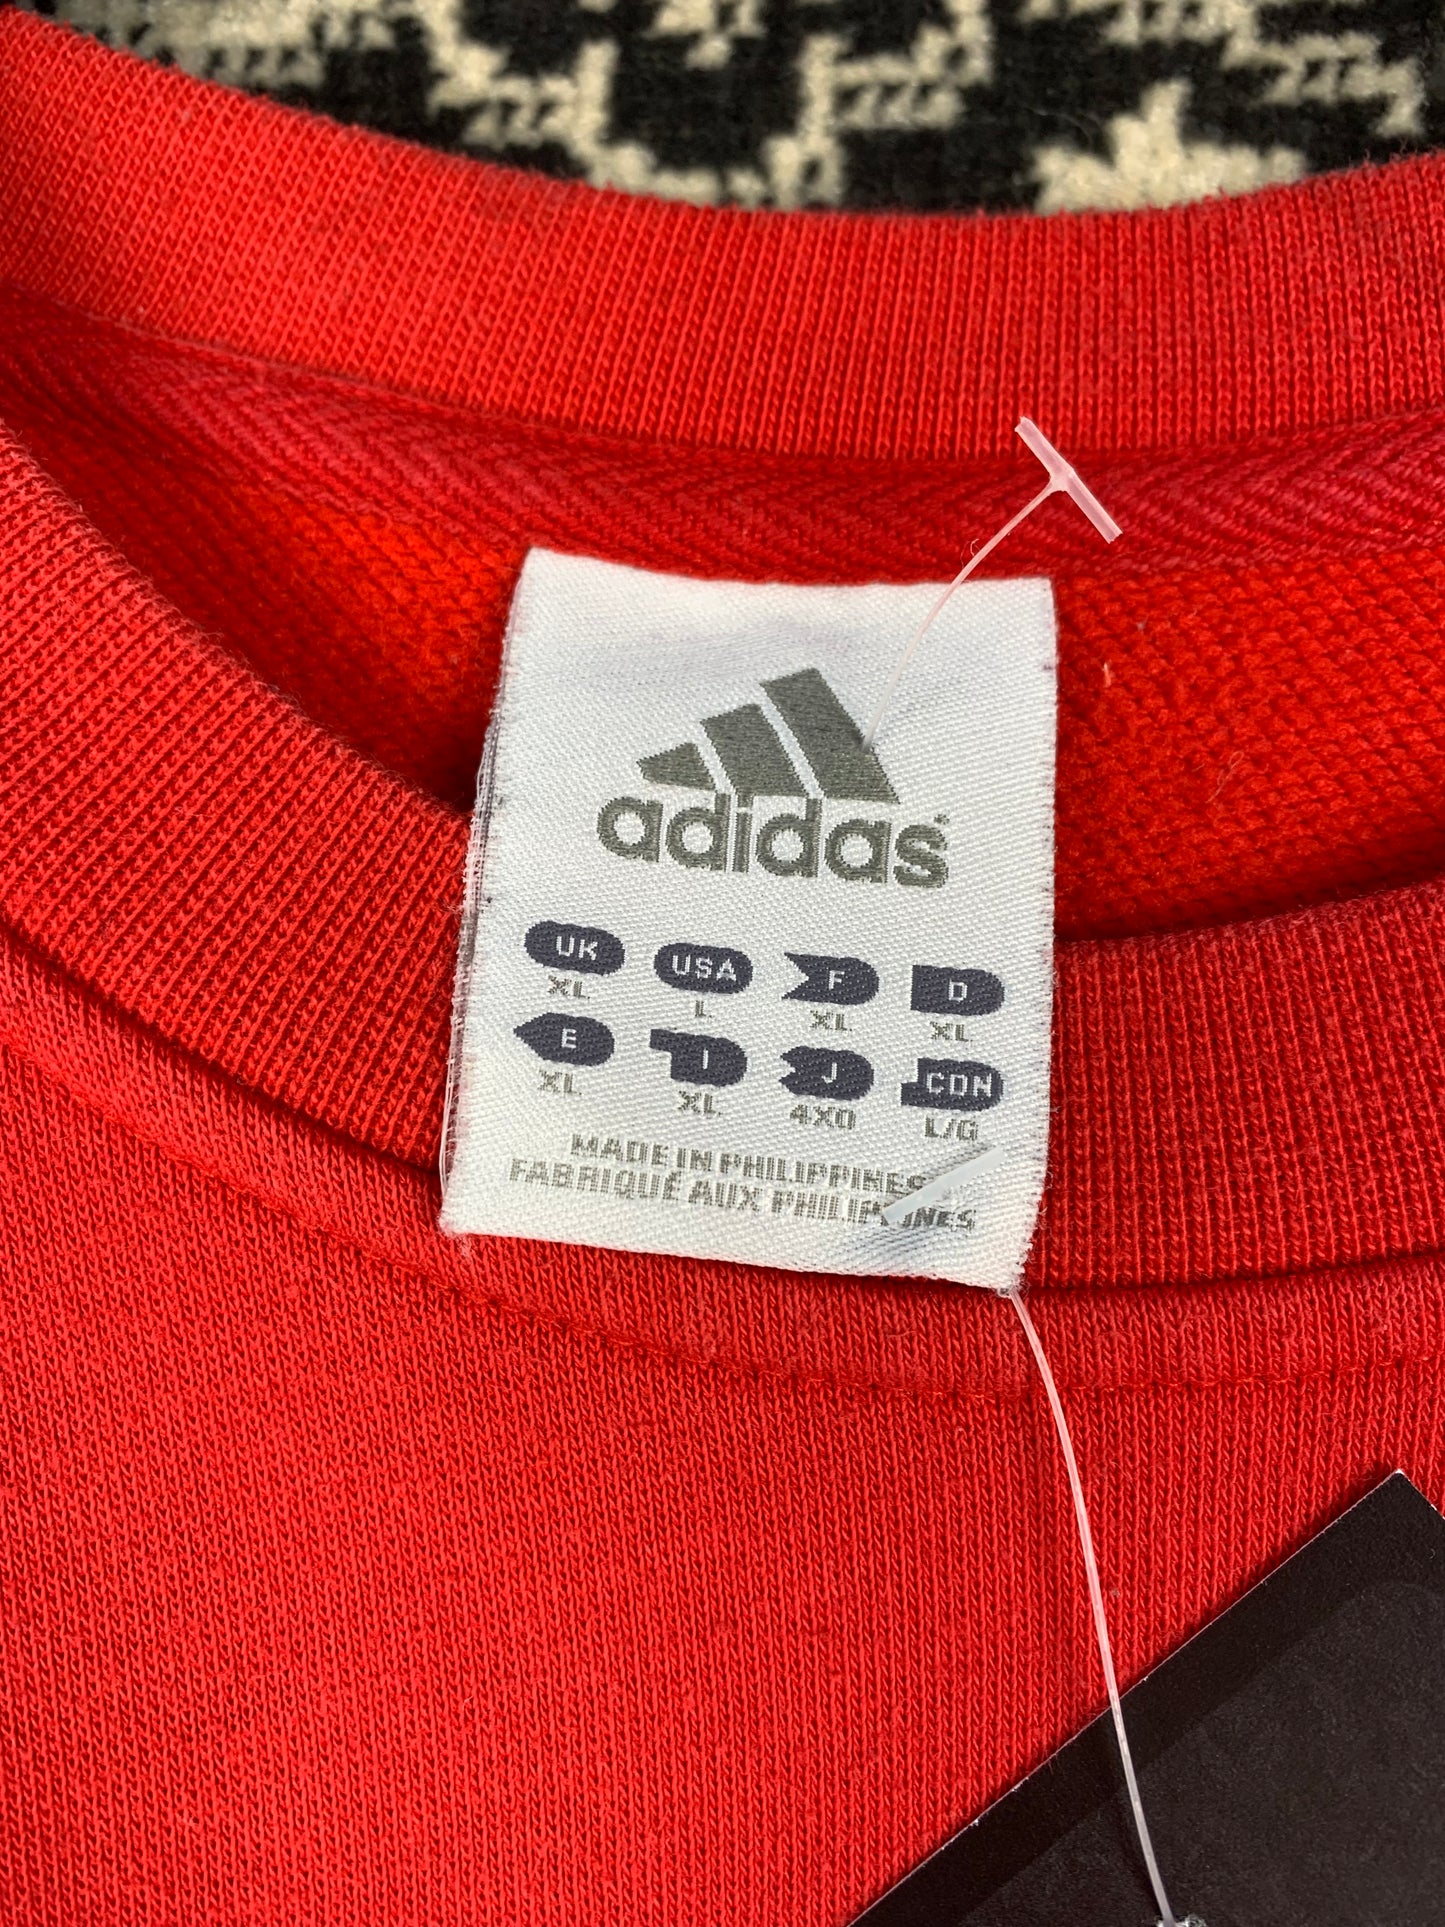 adidas
UK USA F D
XL L XL XL
E I J CDN
XL XL 4XO L/G
MADE IN PHILIPPINES
FABRIQUÉ AUX PHILIPPINES